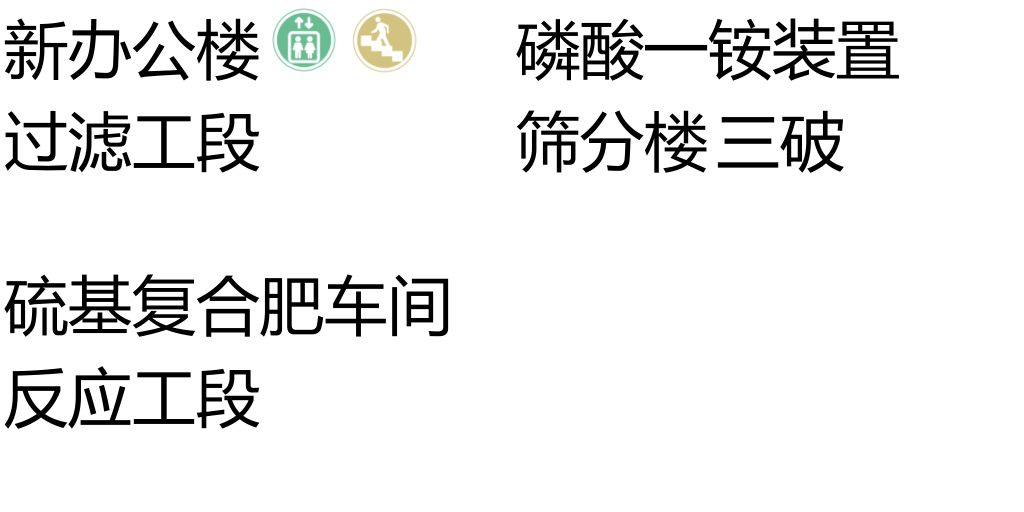 新办公楼
过滤工段
磷酸一铵装置
筛分楼 三破
硫基复合肥车间
反应工段